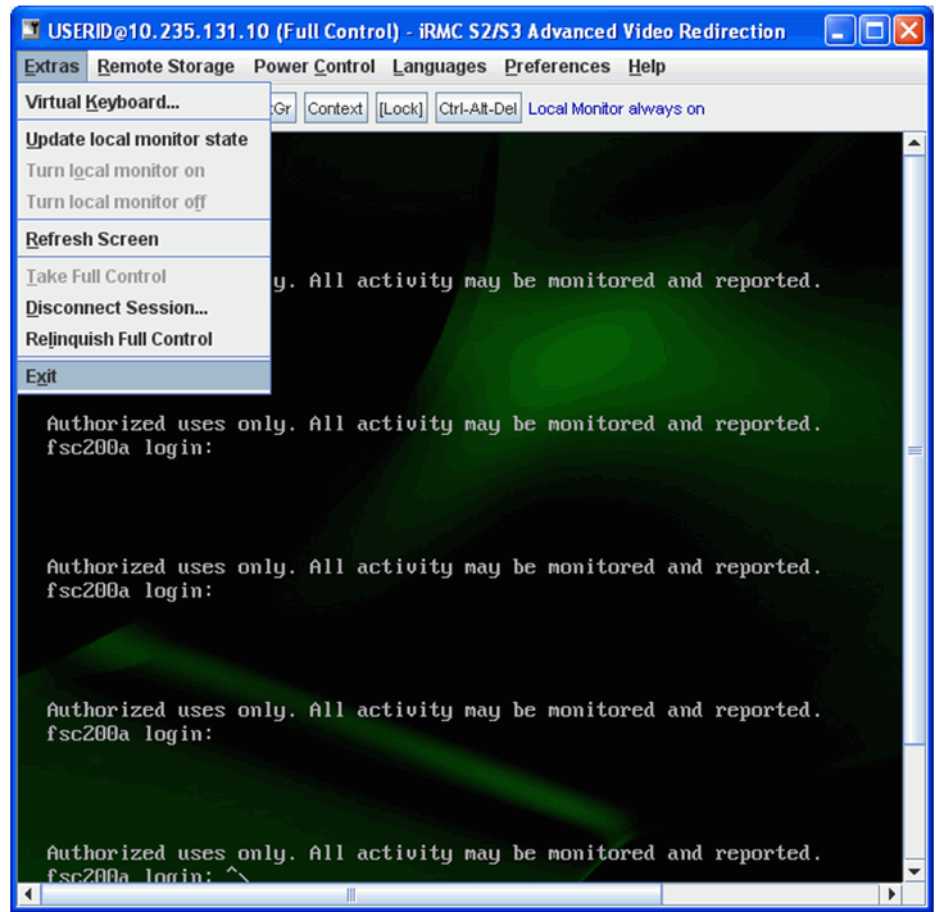 USERID@10.235.131.10 (Full Control) - iRMC S2/S3 Advanced Video Redirection
Extras Remote Storage Power Control Languages Preferences Help
Context [Lock] Ctrl-Alt-Del Local Monitor always on
Virtual Keyboard...
Update local monitor state
Turn local monitor on
Turn local monitor off
Refresh Screen
Take Full Control
Disconnect Session...
Relinquish Full Control
Exit
y. All activity may be monitored and reported.
Authorized uses only. All activity may be monitored and reported.
fsc200a login:
Authorized uses only. All activity may be monitored and reported.
fsc200a login:
Authorized uses only. All activity may be monitored and reported.
fsc200a login:
Authorized uses only. All activity may be monitored and reported.
fsc200a login: ^\